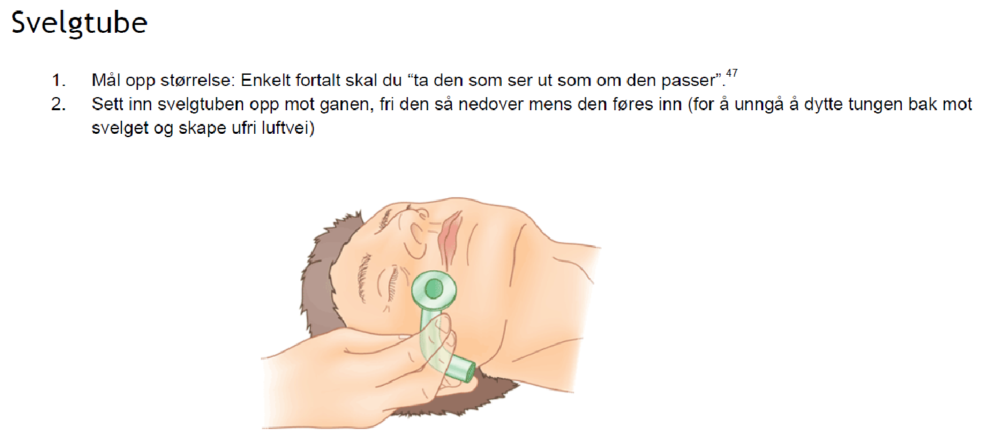 Svelgtube
1. Mål opp størrelse: Enkelt fortalt skal du “ta den som ser ut som om den passer”.47
2. Sett inn svelgtuben opp mot ganen, fri den så nedover mens den føres inn (for å unngå å dytte tungen bak mot
svelget og skape ufri luftvei)